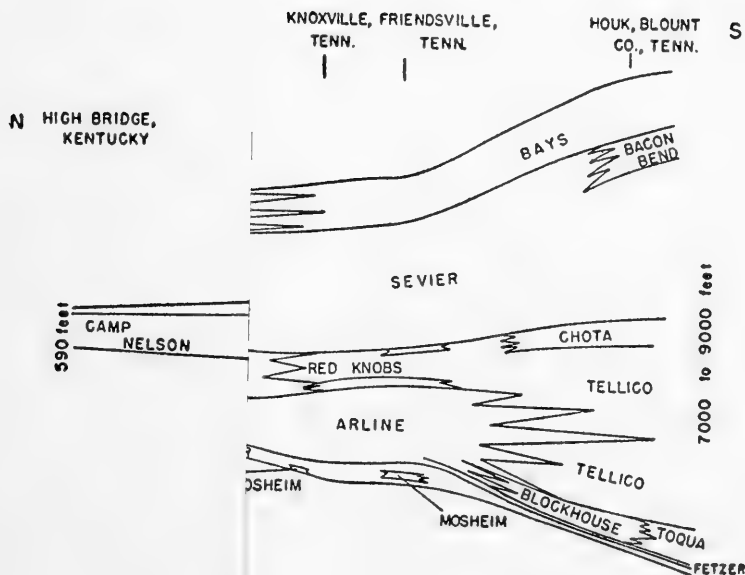 KNOXVILLE, FRIENDSVILLE,
TENN. TENN.
HOUK, BLOUNT
CO., TENN.
S
N HIGH BRIDGE,
KENTUCKY
BAYS
BACON
BEND
SEVIER
590 feet
CAMP
NELSON
CHOTA
RED KNOBS
TELLICO
7000 to 9000 feet
ARLINE
TELLICO
OSHEIM
MOSHEIM
BLOCKHOUSE
TOQUA
FETZER